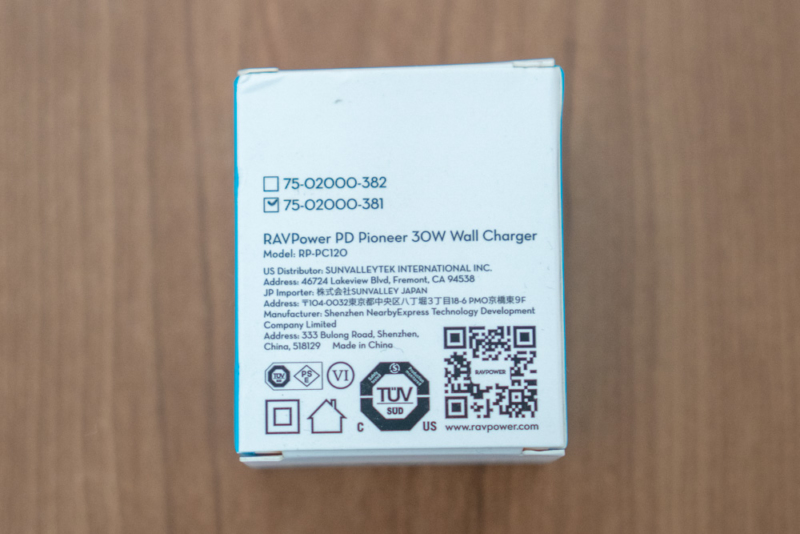 75-02000-382
75-02000-381
RAVPower PD Pioneer 30W Wall Charger
Model: RP-PC120
US Distributor: SUNVALLEYTEK INTERNATIONAL INC.
Address: 46724 Lakeview Blvd, Fremont, CA 94538
JP Importer: 株式会社SUNVALLEY JAPAN
Address: 〒104-0032東京都中央区八丁堀3丁目18-6 PMO京橋東9F
Manufacturer: Shenzhen NearbyExpress Technology Development
Company Limited
Address: 333 Bulong Road, Shenzhen,
China, 518129 Made in China
TÜV
PS
E
VI
TÜV
SÜD
C US
RAVPOWER
www.ravpower.com